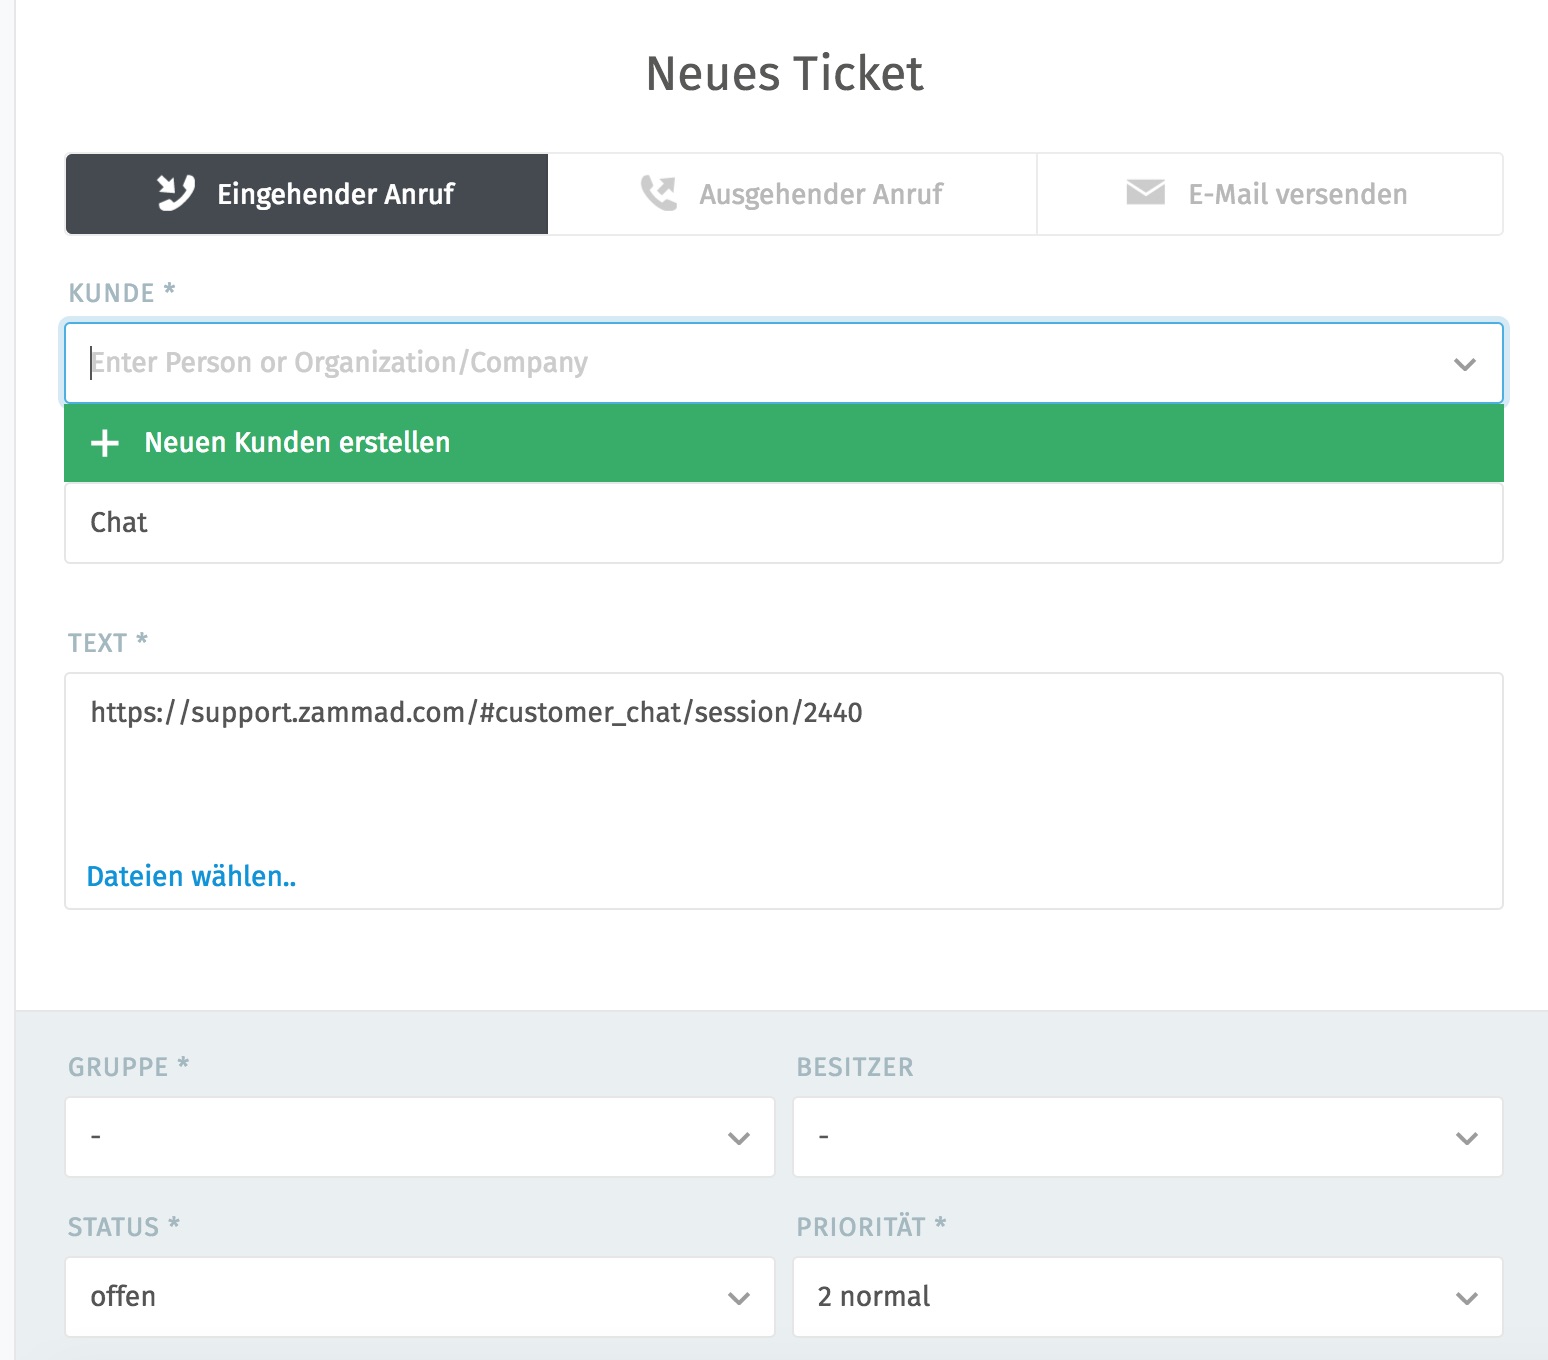 Neues Ticket
Eingehender Anruf
Ausgehender Anruf
E-Mail versenden
KUNDE *
Enter Person or Organization/Company
Neuen Kunden erstellen
Chat
TEXT *
https://support.zammad.com/#customer_chat/session/2440
Dateien wählen..
GRUPPE *
BESITZER
-
-
STATUS *
PRIORITÄT *
offen
2 normal